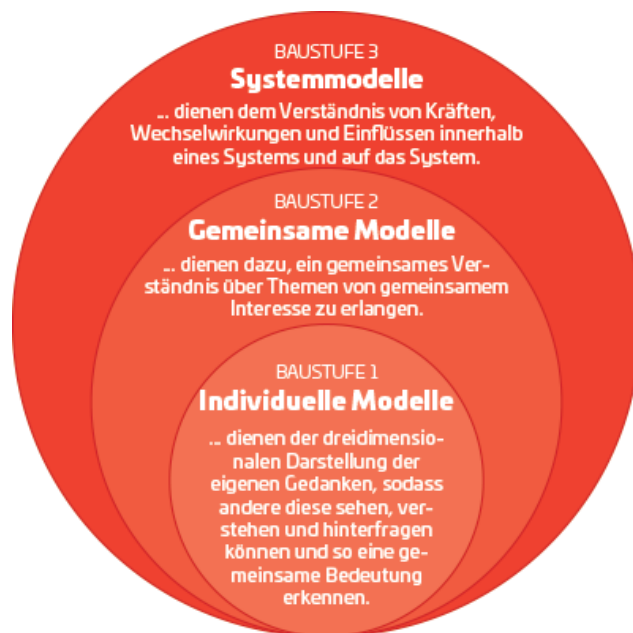 BAUSTUFE 3
Systemmodelle
... dienen dem Verständnis von Kräften,
Wechselwirkungen und Einflüssen innerhalb
eines Systems und auf das System.
BAUSTUFE 2
Gemeinsame Modelle
... dienen dazu, ein gemeinsames Ver-
ständnis über Themen von gemeinsamem
Interesse zu erlangen.
BAUSTUFE 1
Individuelle Modelle
... dienen der dreidimensio-
nalen Darstellung der
eigenen Gedanken, sodass
andere diese sehen, ver-
stehen und hinterfragen
können und so eine ge-
meinsame Bedeutung
erkennen.